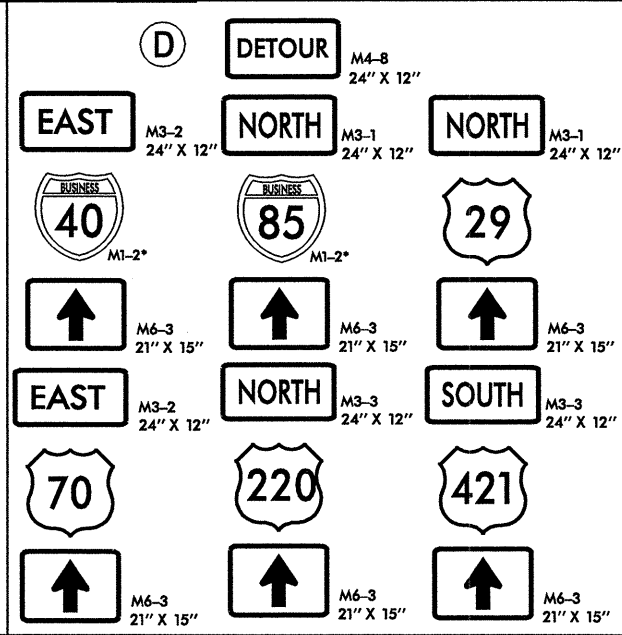 D
DETOUR
M4–8
24" X 12"
EAST
M3–2
24" X 12"
NORTH
M3–1
24" X 12"
NORTH
M3–1
24" X 12"
BUSINESS
40
M1–2*
BUSINESS
85
M1–2*
29
M6–3
21" X 15"
M6–3
21" X 15"
M6–3
21" X 15"
EAST
M3–2
24" X 12"
NORTH
M3–3
24" X 12"
SOUTH
M3–3
24" X 12"
70
220
421
M6–3
21" X 15"
M6–3
21" X 15"
M6–3
21" X 15"